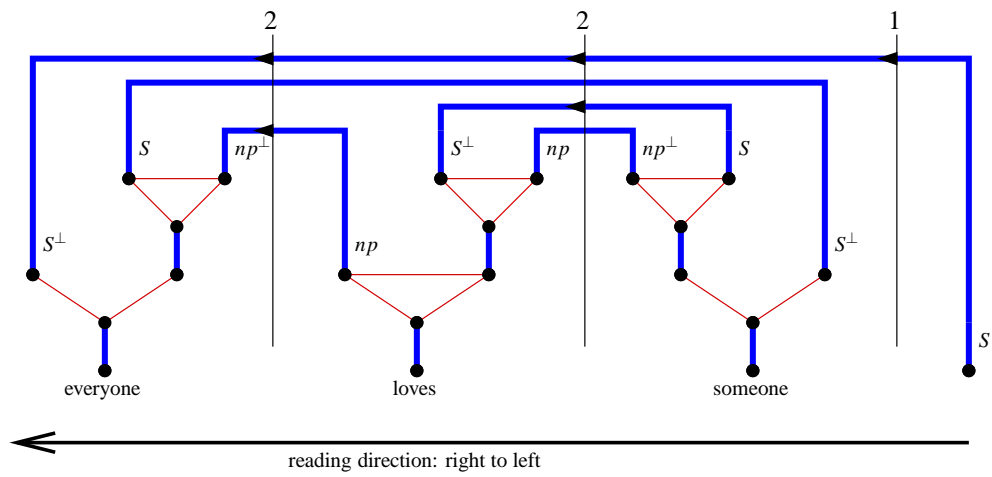 2 2 1
S np⊥ S⊥ np np⊥ S
S⊥ np S⊥
S
everyone loves someone
reading direction: right to left